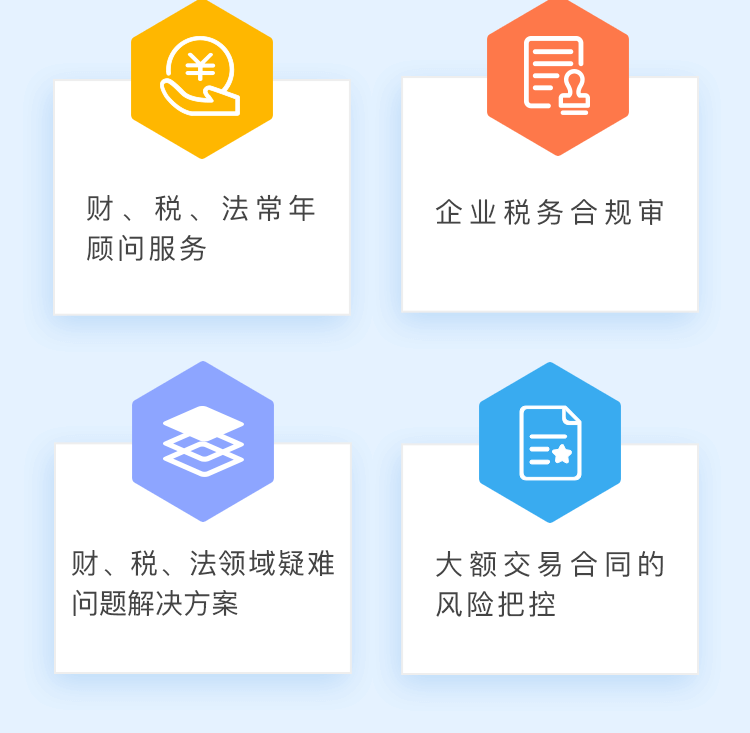 财、税、法常年
顾问服务
企业税务合规审
财、税、法领域疑难
问题解决方案
大额交易合同的
风险把控